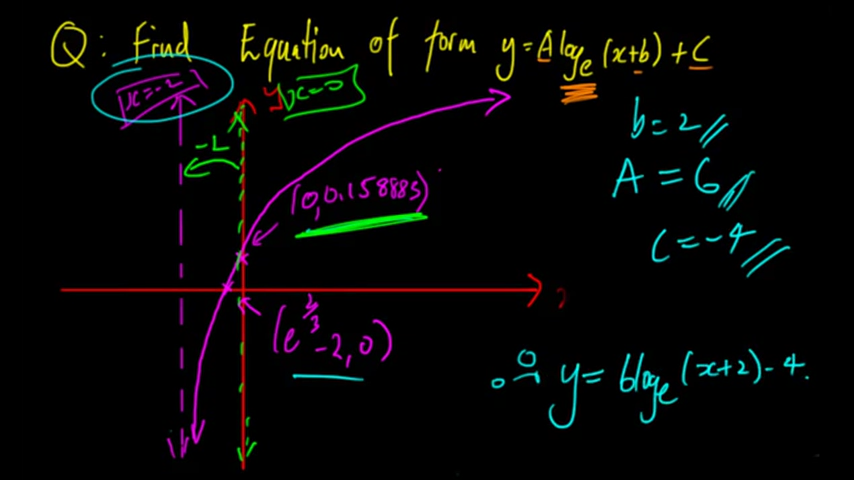 Q: Find Equation of form y=Aloge(x+b)+C
x=-2
y
x=0
b=2
-2
A=6
(0,0.158883)
C=-4
x
(e^2/3-2,0)
∴ y=6loge(x+2)-4.